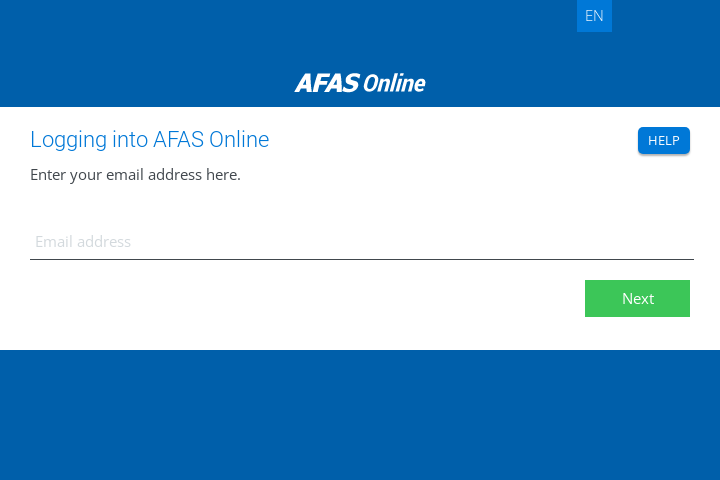 EN
AFAS Online
Logging into AFAS Online
HELP
Enter your email address here.
Email address
Next